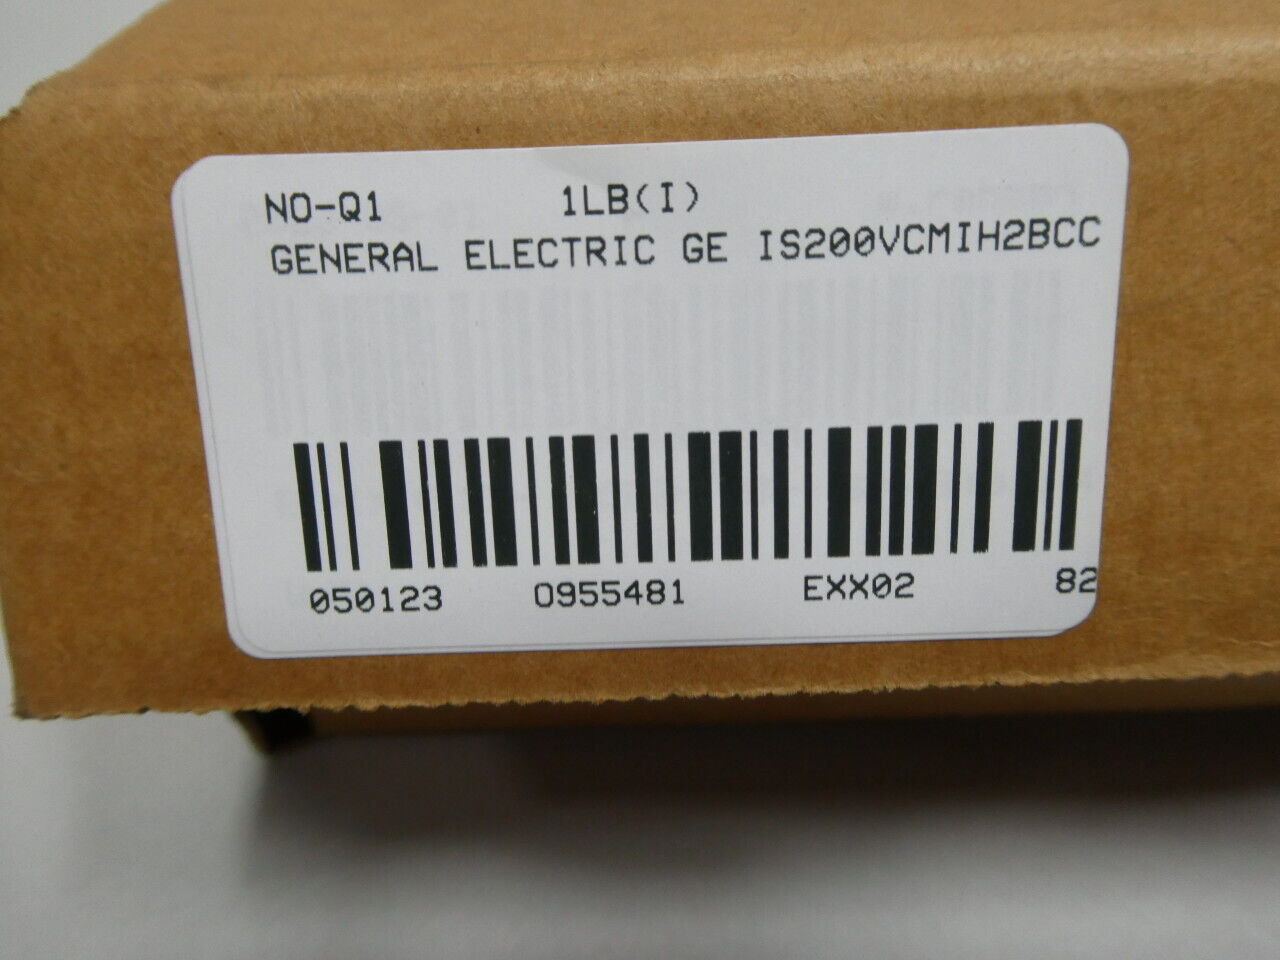 NO-Q1 1LB(I)
GENERAL ELECTRIC GE IS200VCMIH2BCC
050123 0955481 EXX02 82